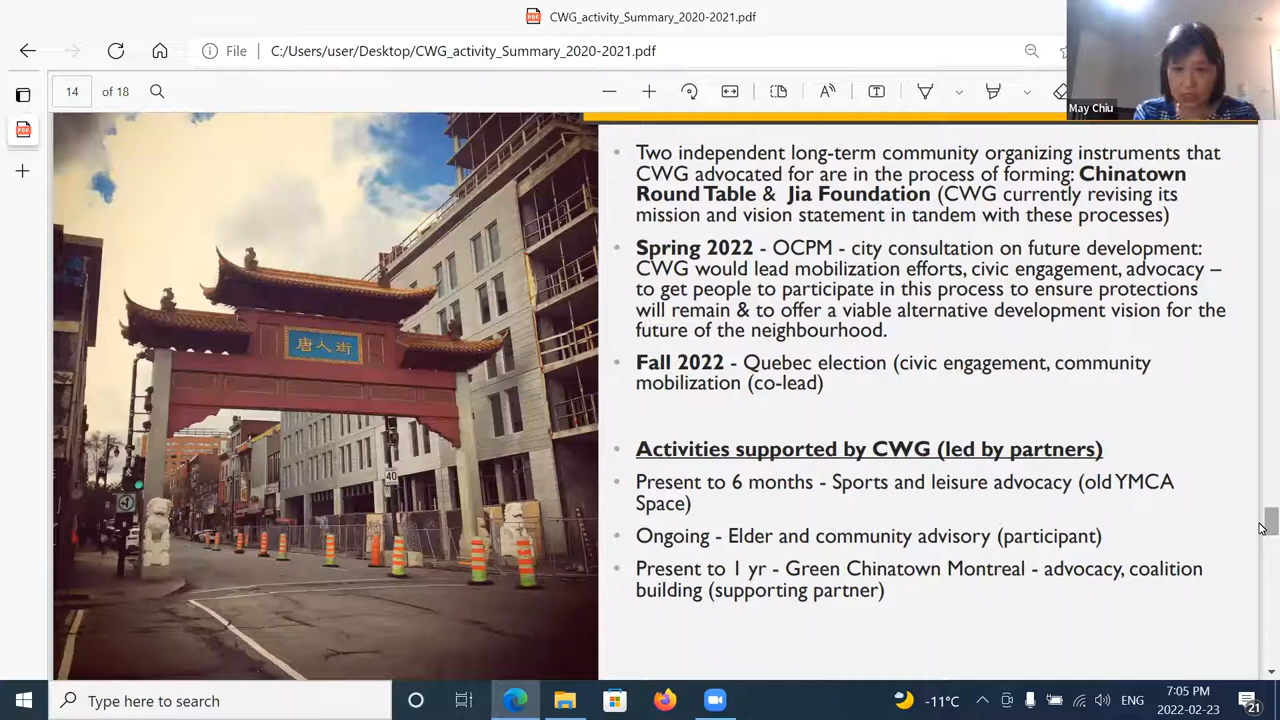 CWG_activity_Summary_2020-2021.pdf
File C:/Users/user/Desktop/CWG_activity_Summary_2020-2021.pdf
14 of 18
May Chiu
• Two independent long-term community organizing instruments that
CWG advocated for are in the process of forming: Chinatown
Round Table & Jia Foundation (CWG currently revising its
mission and vision statement in tandem with these processes)
• Spring 2022 - OCPM - city consultation on future development:
CWG would lead mobilization efforts, civic engagement, advocacy –
to get people to participate in this process to ensure protections
will remain & to offer a viable alternative development vision for the
future of the neighbourhood.
• Fall 2022 - Quebec election (civic engagement, community
mobilization (co-lead)
• Activities supported by CWG (led by partners)
• Present to 6 months - Sports and leisure advocacy (old YMCA
Space)
• Ongoing - Elder and community advisory (participant)
• Present to 1 yr - Green Chinatown Montreal - advocacy, coalition
building (supporting partner)
唐人街
40
Type here to search
-11°C
ENG
7:05 PM
2022-02-23
21